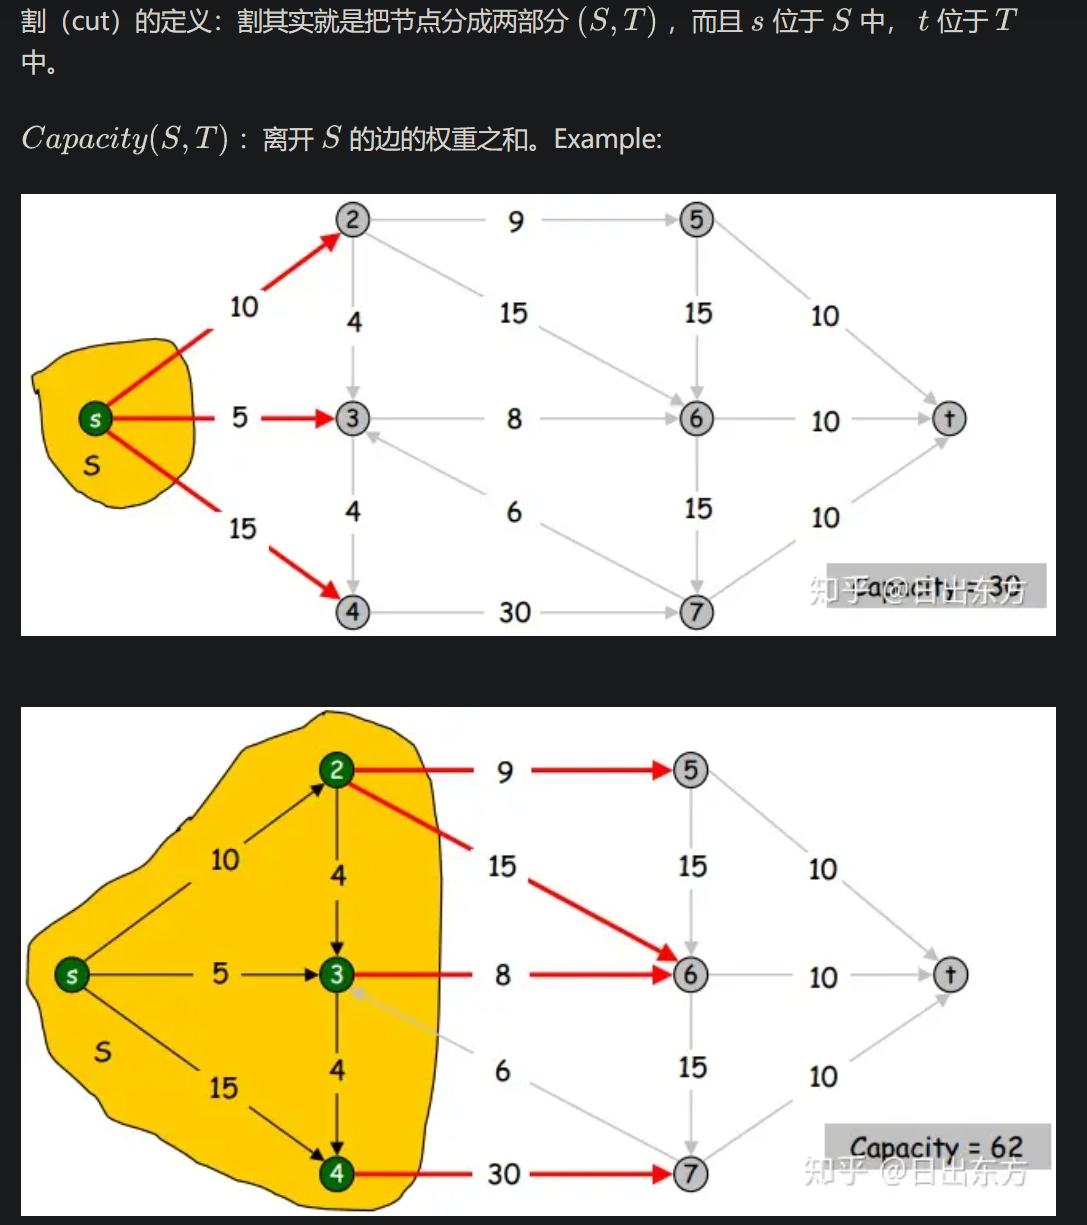 割（cut）的定义：割其实就是把节点分成两部分 (S, T) ，而且 s 位于 S 中， t 位于 T
中。
Capacity(S, T) ：离开 S 的边的权重之和。Example:
2 9 5
10 4 15 15 10
s 5 3 8 6 10 t
S
15 4 6 15 10
Capacity = 30
知乎 @日出东方
4 30 7
2 9 5
10 4 15 15 10
s 5 3 8 6 10 t
S
15 4 6 15 10
Capacity = 62
4 30 7
知乎 @日出东方